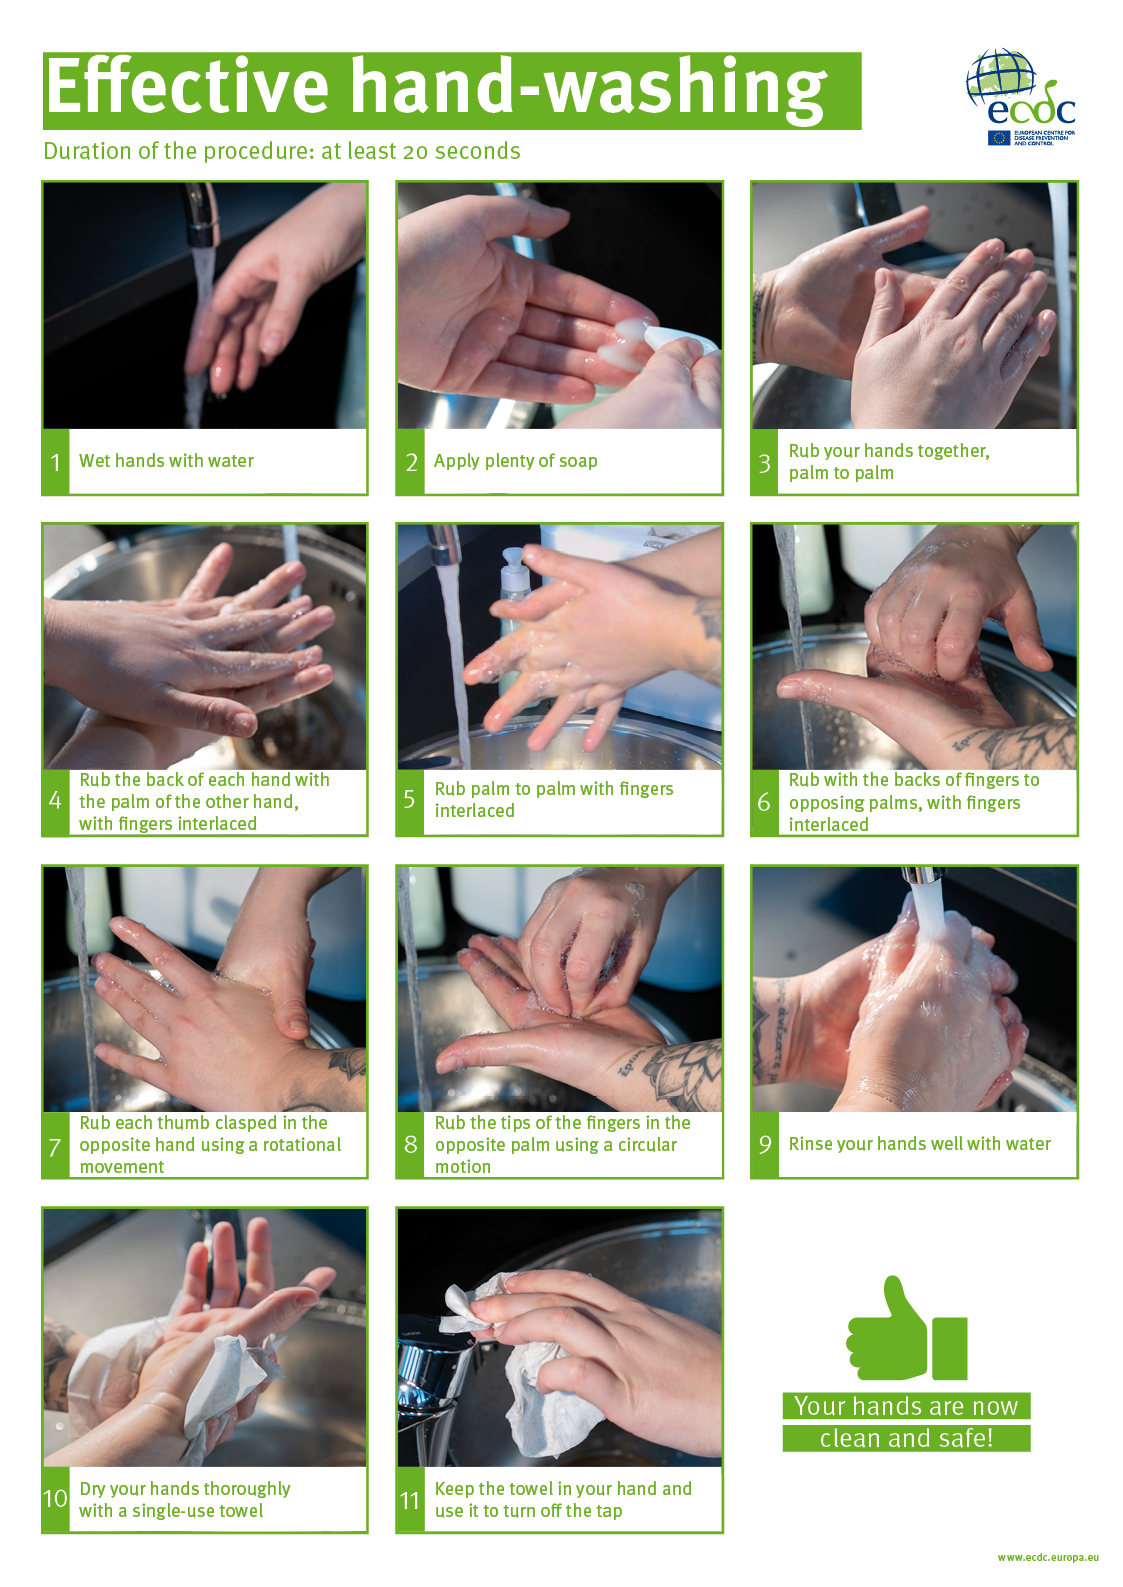 Effective hand-washing
ecdc
EUROPEAN CENTRE FOR
DISEASE PREVENTION
AND CONTROL
Duration of the procedure: at least 20 seconds
1
Wet hands with water
2
Apply plenty of soap
3
Rub your hands together,
palm to palm
4
Rub the back of each hand with
the palm of the other hand,
with fingers interlaced
5
Rub palm to palm with fingers
interlaced
6
Rub with the backs of fingers to
opposing palms, with fingers
interlaced
7
Rub each thumb clasped in the
opposite hand using a rotational
movement
8
Rub the tips of the fingers in the
opposite palm using a circular
motion
9
Rinse your hands well with water
10
Dry your hands thoroughly
with a single-use towel
11
Keep the towel in your hand and
use it to turn off the tap
Your hands are now
clean and safe!
www.ecdc.europa.eu